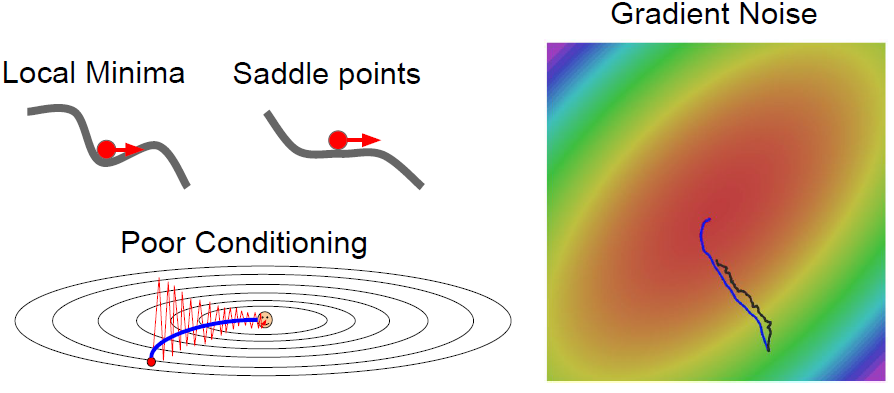 Gradient Noise
Local Minima
Saddle points
Poor Conditioning